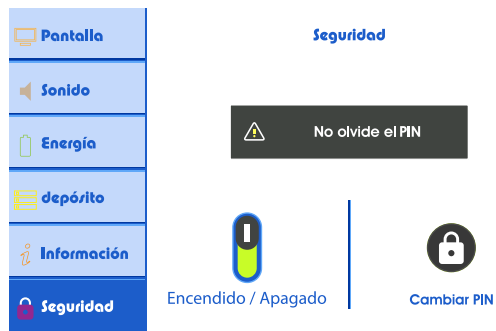 Pantalla
Seguridad
Sonido
No olvide el PIN
Energía
depósito
Información
Seguridad
Encendido / Apagado
Cambiar PIN